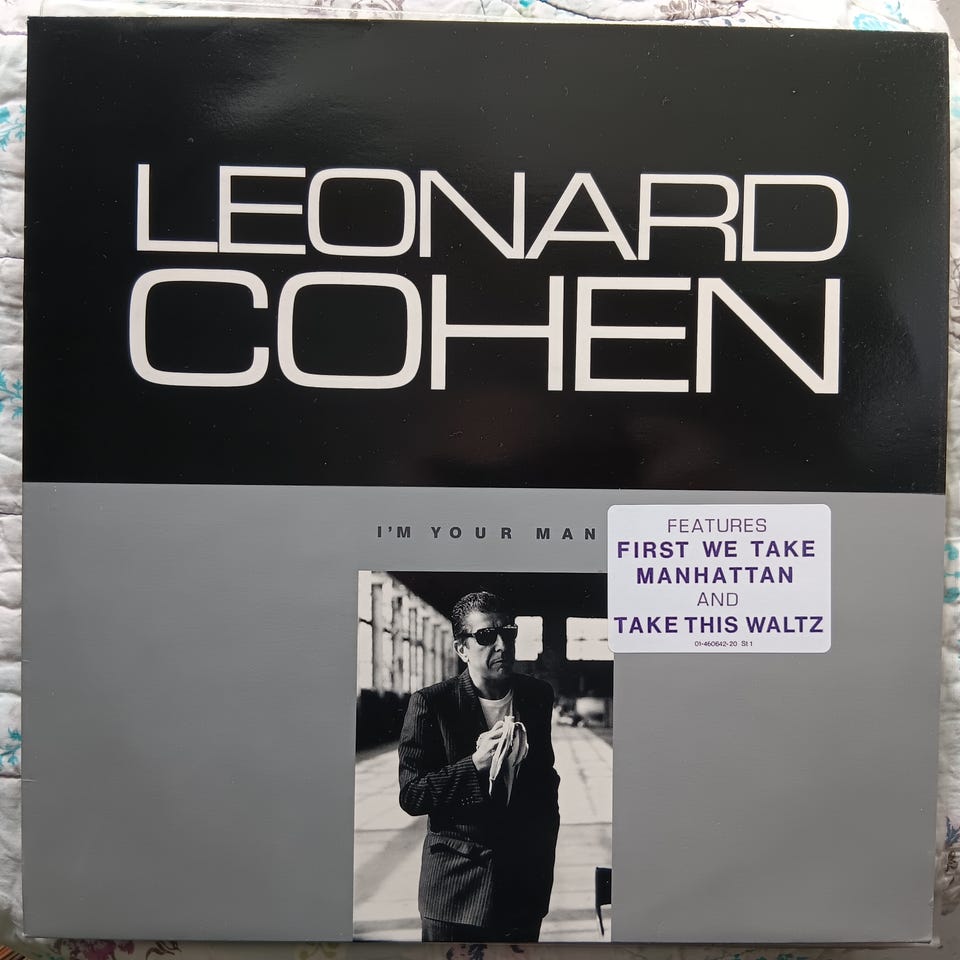 LEONARD
COHEN
I'M YOUR MAN
FEATURES
FIRST WE TAKE
MANHATTAN
AND
TAKE THIS WALTZ
01-460642-20 St 1